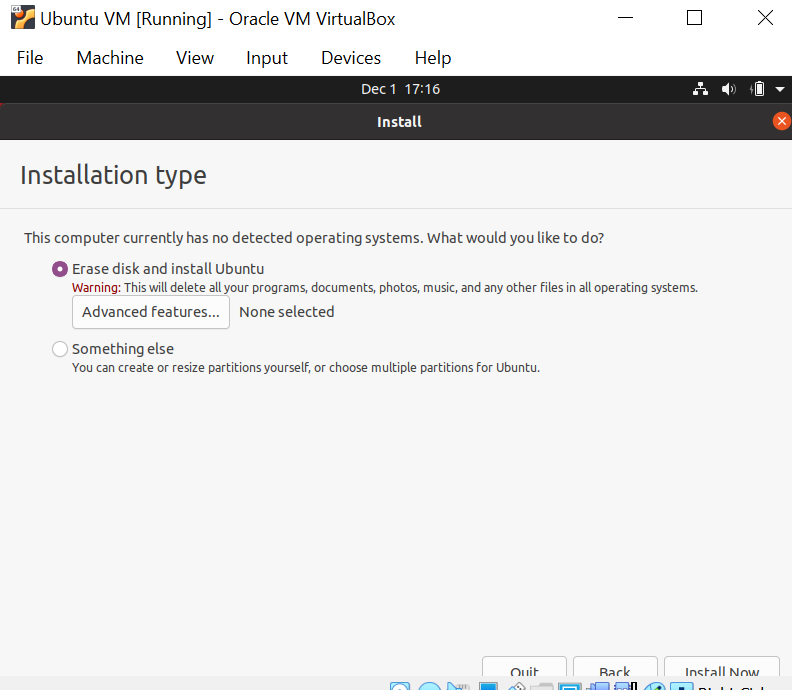 Ubuntu VM [Running] - Oracle VM VirtualBox
File Machine View Input Devices Help
Dec 1 17:16
Install
Installation type
This computer currently has no detected operating systems. What would you like to do?
Erase disk and install Ubuntu
Warning: This will delete all your programs, documents, photos, music, and any other files in all operating systems.
Advanced features... None selected
Something else
You can create or resize partitions yourself, or choose multiple partitions for Ubuntu.
Quit Back Install Now